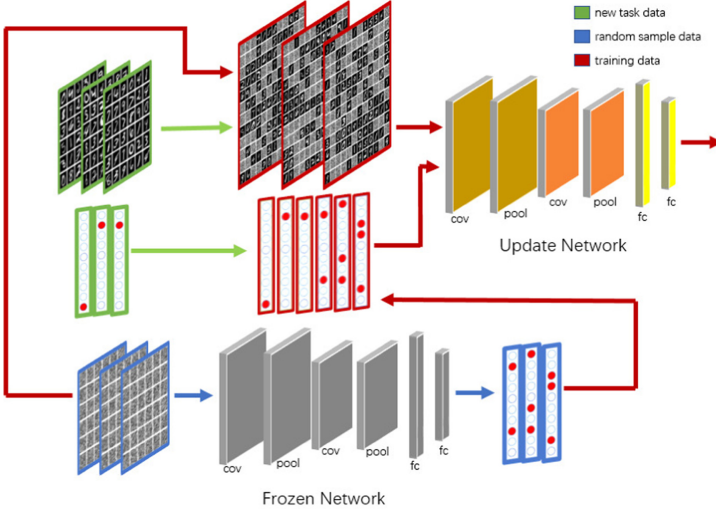 new task data
random sample data
training data
cov
pool
cov
pool
fc
fc
Update Network
cov
pool
cov
pool
fc
fc
Frozen Network